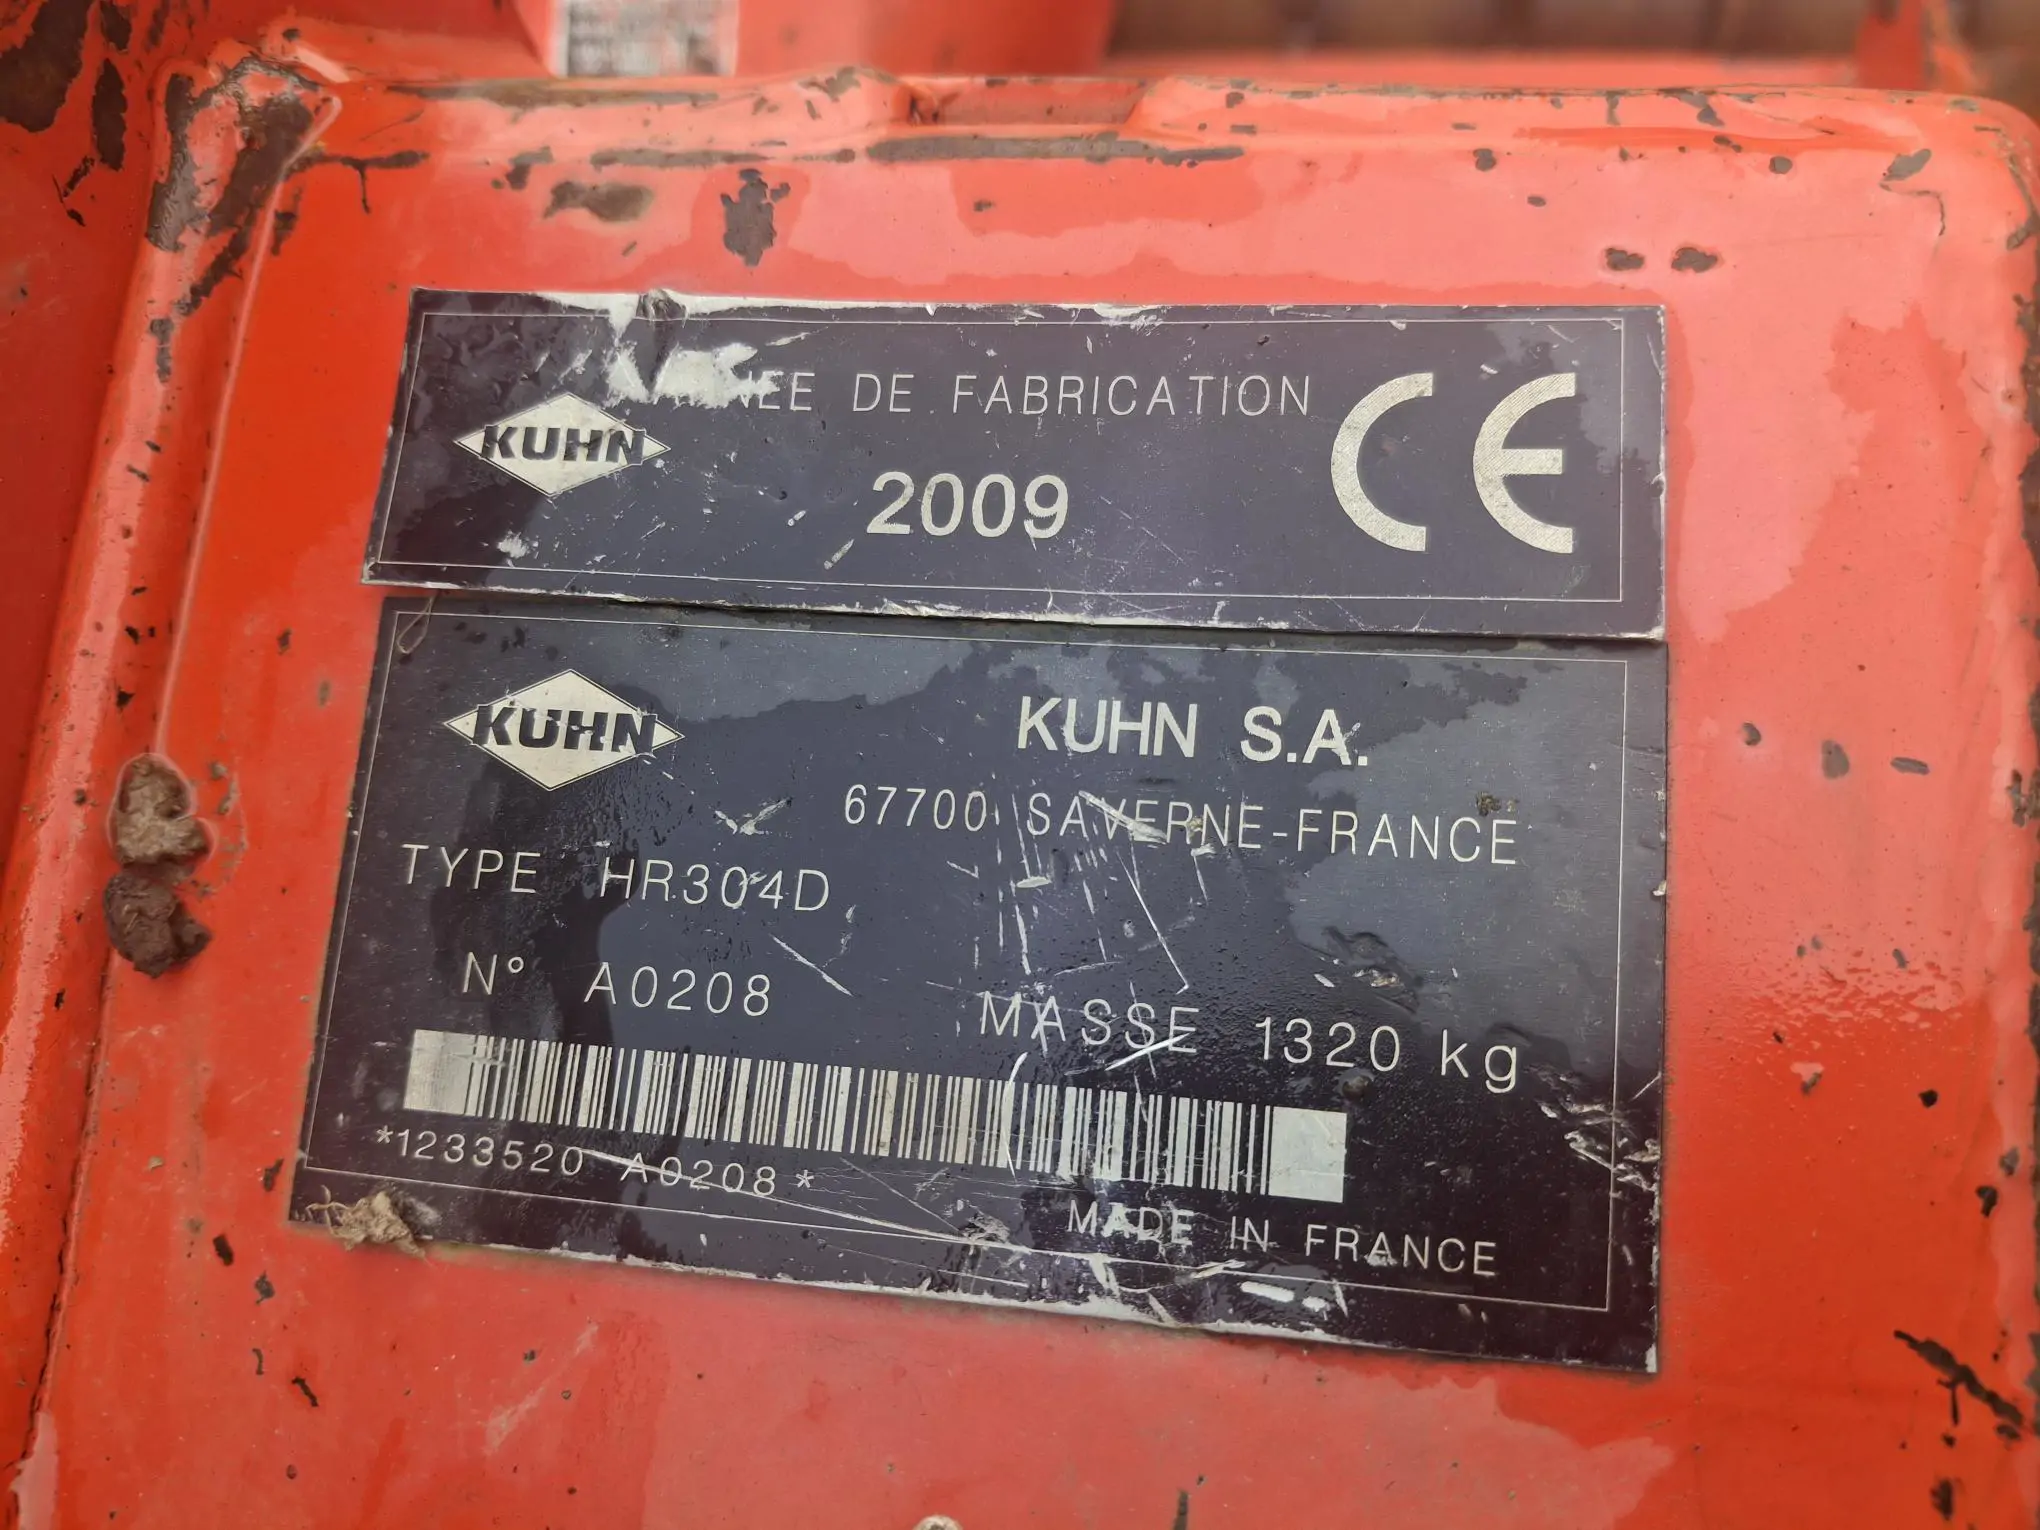 DE FABRICATION
KUHN
2009
CE
KUHN
KUHN S.A.
67700 SAVERNE-FRANCE
TYPE HR304D
N° A0208
MASSE 1320 kg
*1233520 A0208*
MADE IN FRANCE